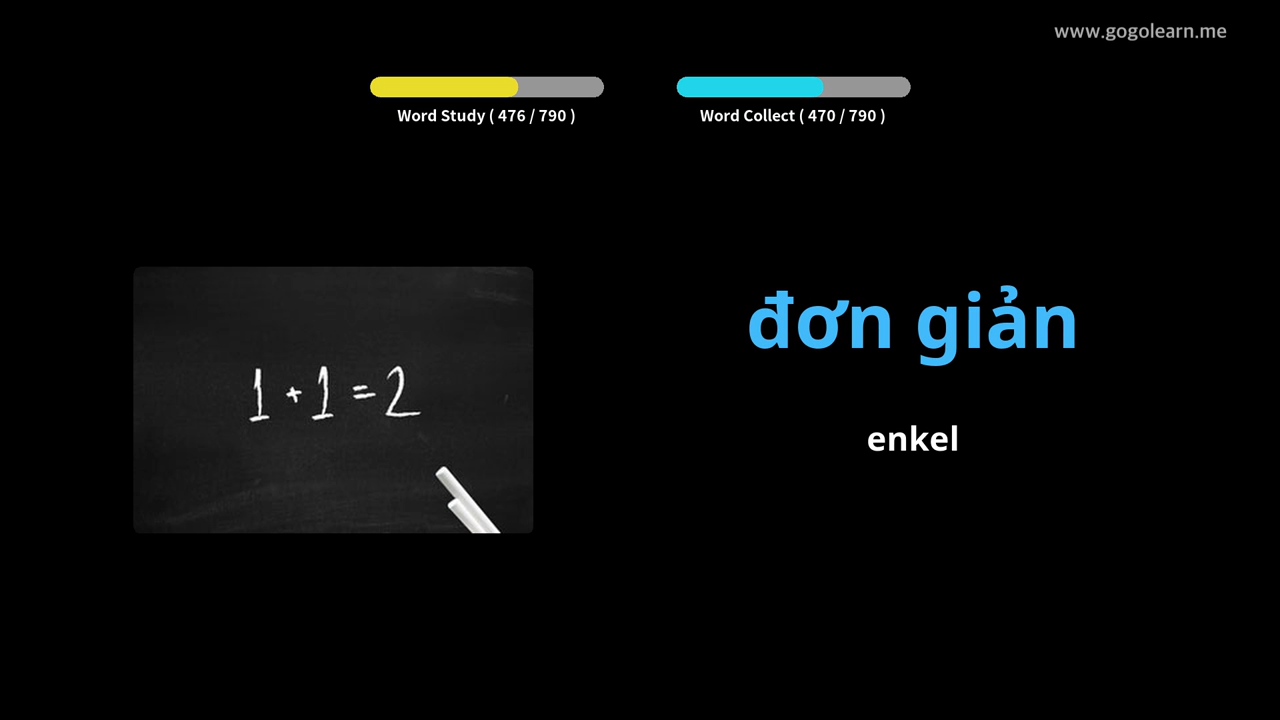 www.gogolearn.me
Word Study ( 476 / 790 )
Word Collect ( 470 / 790 )
1 + 1 = 2
đơn giản
enkel